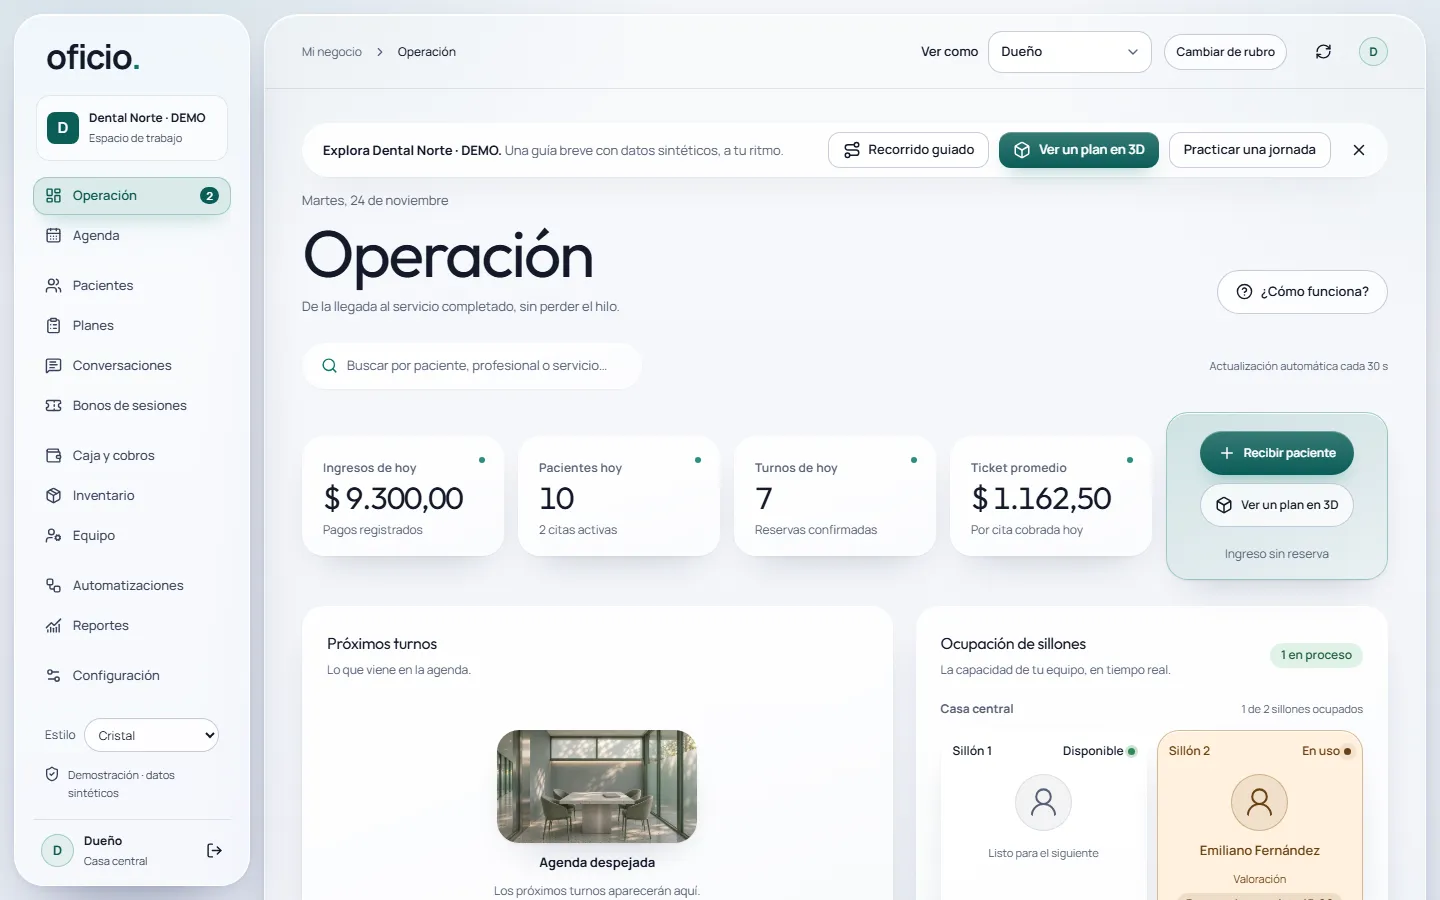 oficio.
D
Dental Norte · DEMO
Espacio de trabajo
Operación
2
Agenda
Pacientes
Planes
Conversaciones
Bonos de sesiones
Caja y cobros
Inventario
Equipo
Automatizaciones
Reportes
Configuración
Estilo
Cristal
Demostración · datos
sintéticos
D
Dueño
Casa central
Mi negocio
Operación
Ver como
Dueño
Cambiar de rubro
D
Explora Dental Norte · DEMO. Una guía breve con datos sintéticos, a tu ritmo.
Recorrido guiado
Ver un plan en 3D
Practicar una jornada
Martes, 24 de noviembre
Operación
De la llegada al servicio completado, sin perder el hilo.
¿Cómo funciona?
Buscar por paciente, profesional o servicio...
Actualización automática cada 30 s
Ingresos de hoy
$ 9.300,00
Pagos registrados
Pacientes hoy
10
2 citas activas
Turnos de hoy
7
Reservas confirmadas
Ticket promedio
$ 1.162,50
Por cita cobrada hoy
Recibir paciente
Ver un plan en 3D
Ingreso sin reserva
Próximos turnos
Lo que viene en la agenda.
Agenda despejada
Los próximos turnos aparecerán aquí.
Ocupación de sillones
La capacidad de tu equipo, en tiempo real.
1 en proceso
Casa central
1 de 2 sillones ocupados
Sillón 1
Disponible
Listo para el siguiente
Sillón 2
En uso
Emiliano Fernández
Valoración